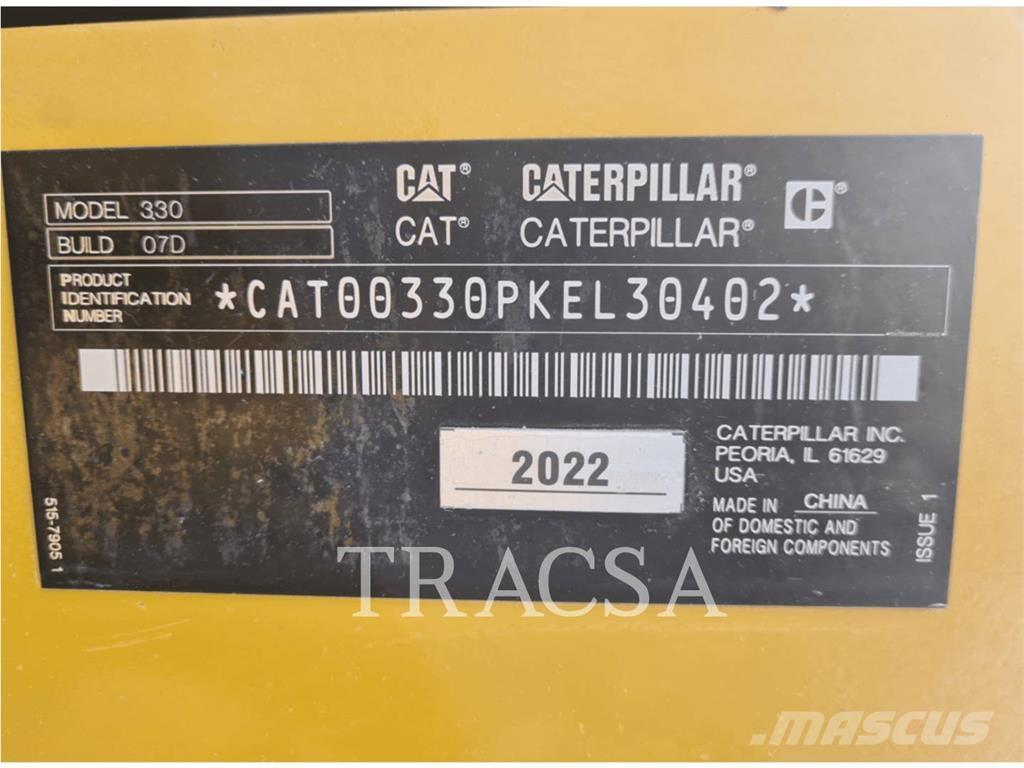 MODEL 330
BUILD 07D
CAT® CATERPILLAR® ®
CAT® CATERPILLAR®
PRODUCT
IDENTIFICATION
NUMBER
*CAT00330PKEL30402*
2022
CATERPILLAR INC.
PEORIA, IL 61629
USA
MADE IN CHINA
OF DOMESTIC AND
FOREIGN COMPONENTS
515-7905 1
ISSUE 1
TRACSA
MASCUS